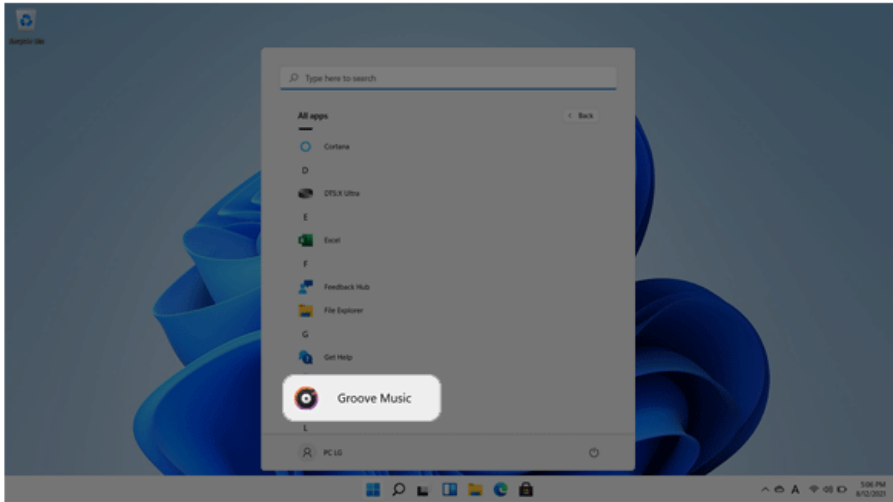 Recycle Bin
Type here to search
All apps
Back
Cortana
D
DTS:X Ultra
E
Excel
F
Feedback Hub
File Explorer
G
Get Help
Groove Music
L
PC LG
A
5:06 PM
8/12/2021